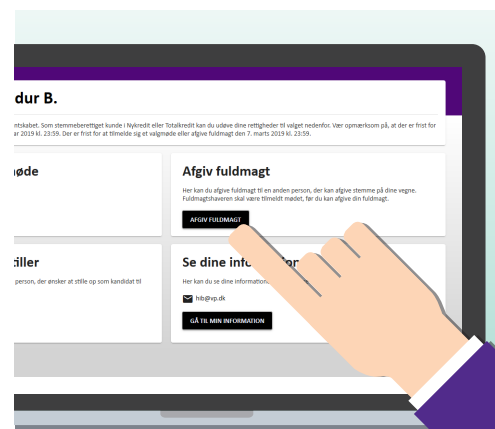 dur B.
ntskabet. Som stemmeberettiget kunde i Nykredit eller Totalkredit kan du udøve dine rettigheder til valget nedenfor. Vær opmærksom på, at der er frist for
ar 2019 kl. 23:59. Der er frist for at tilmelde sig et valgmøde eller afgive fuldmagt den 7. marts 2019 kl. 23:59.
øde
Afgiv fuldmagt
Her kan du afgive fuldmagt til en anden person, der kan afgive stemme på dine vegne.
Fuldmagtshaveren skal være tilmeldt mødet, før du kan afgive din fuldmagt.
AFGIV FULDMAGT
tiller
person, der ønsker at stille op som kandidat til
Se dine
Her kan du se dine
hib@vp.dk
GÅ TIL MIN INFORMATION